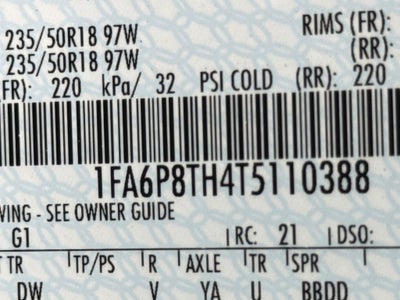 235/50R18 97W RIMS (FR):
235/50R18 97W (RR):
(FR): 220 kPa/ 32 PSI COLD (RR): 220
1FA6P8TH4T5110388
WING - SEE OWNER GUIDE
G1 RC: 21 DSO:
T TR TP/PS R AXLE TR SPR
DW V YA U BBDD